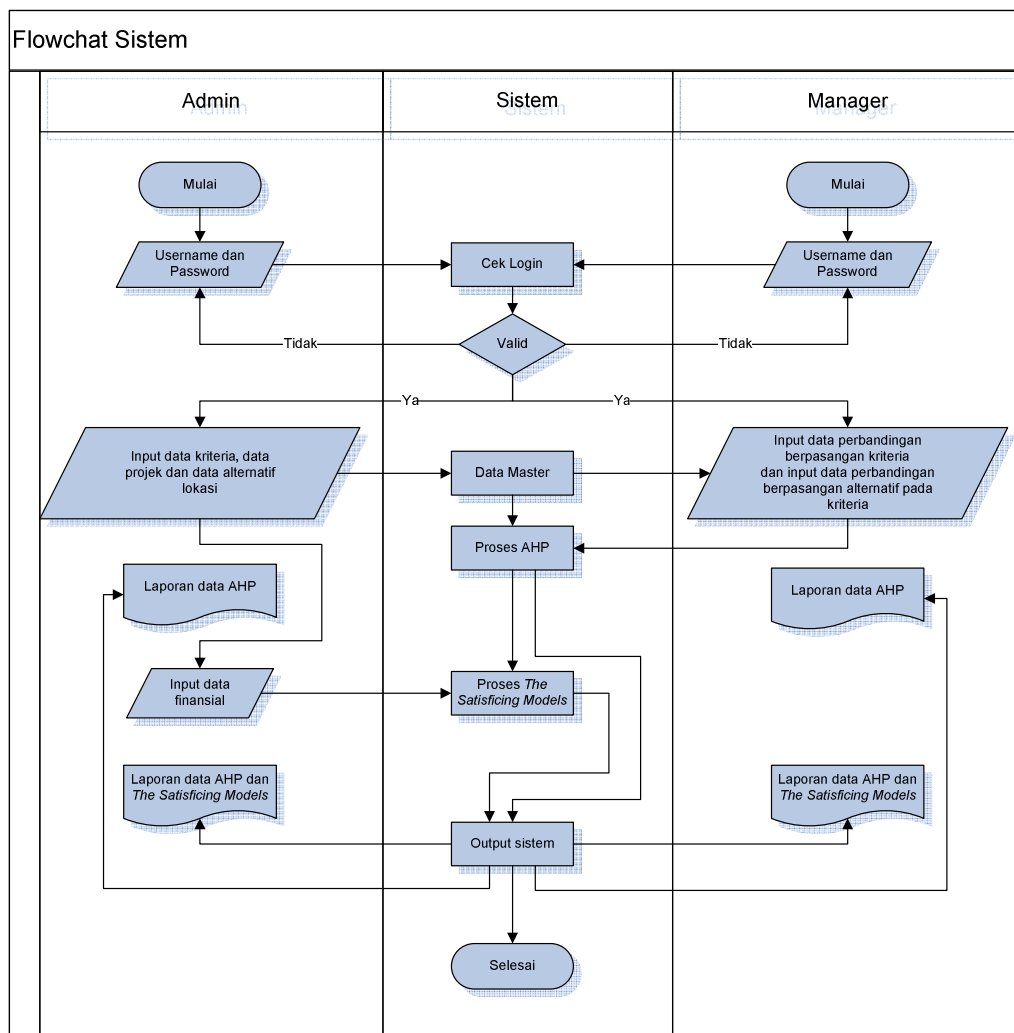 Flowchat Sistem
Admin
Sistem
Manager
Mulai
Mulai
Username dan
Password
Cek Login
Username dan
Password
Tidak
Valid
Tidak
Ya
Ya
Input data kriteria, data
projek dan data alternatif
lokasi
Data Master
Input data perbandingan
berpasangan kriteria
dan input data perbandingan
berpasangan alternatif pada
kriteria
Proses AHP
Laporan data AHP
Laporan data AHP
Input data
finansial
Proses The
Satisficing Models
Laporan data AHP dan
The Satisficing Models
Laporan data AHP dan
The Satisficing Models
Output sistem
Selesai